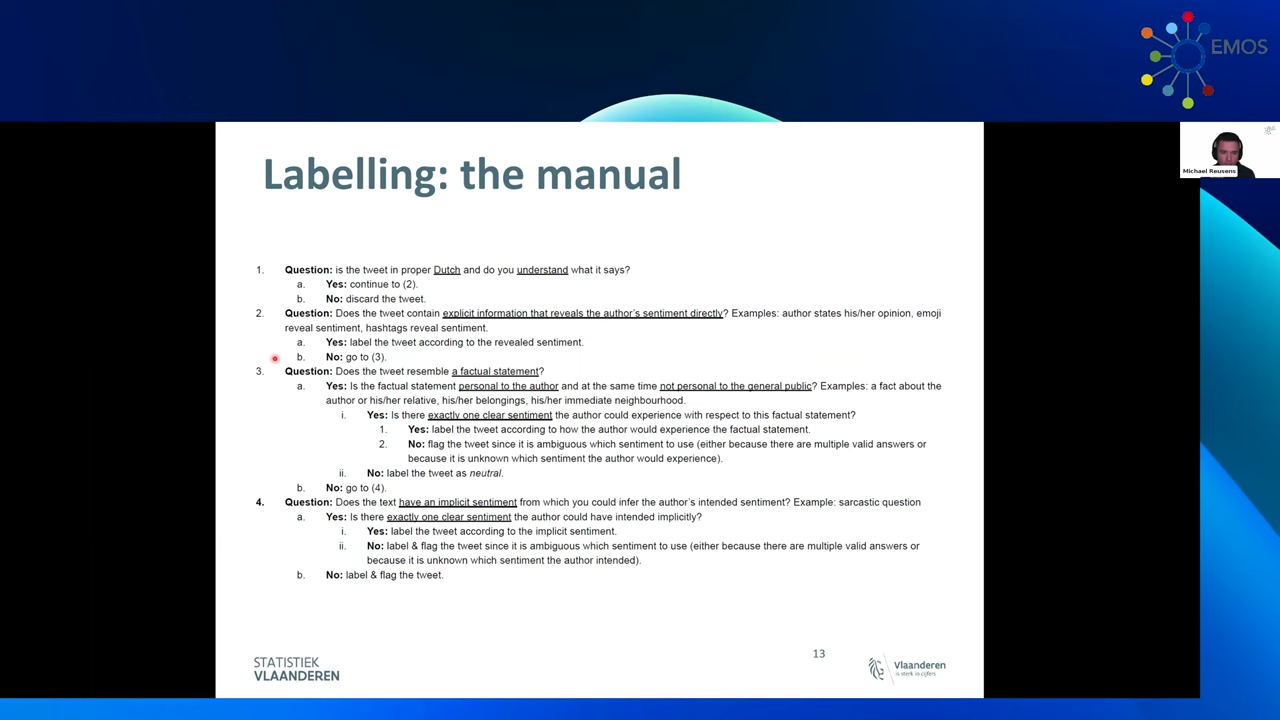 EMOS
Michael Reusens
Labelling: the manual
1. Question: is the tweet in proper Dutch and do you understand what it says?
a. Yes: continue to (2).
b. No: discard the tweet.
2. Question: Does the tweet contain explicit information that reveals the author's sentiment directly? Examples: author states his/her opinion, emoji
reveal sentiment, hashtags reveal sentiment.
a. Yes: label the tweet according to the revealed sentiment.
b. No: go to (3).
3. Question: Does the tweet resemble a factual statement?
a. Yes: Is the factual statement personal to the author and at the same time not personal to the general public? Examples: a fact about the
author or his/her relative, his/her belongings, his/her immediate neighbourhood.
i. Yes: Is there exactly one clear sentiment the author could experience with respect to this factual statement?
1. Yes: label the tweet according to how the author would experience the factual statement.
2. No: flag the tweet since it is ambiguous which sentiment to use (either because there are multiple valid answers or
because it is unknown which sentiment the author would experience).
ii. No: label the tweet as neutral.
b. No: go to (4).
4. Question: Does the text have an implicit sentiment from which you could infer the author's intended sentiment? Example: sarcastic question
a. Yes: Is there exactly one clear sentiment the author could have intended implicitly?
i. Yes: label the tweet according to the implicit sentiment.
ii. No: label & flag the tweet since it is ambiguous which sentiment to use (either because there are multiple valid answers or
because it is unknown which sentiment the author intended).
b. No: label & flag the tweet.
13
STATISTIEK
VLAANDEREN
Vlaanderen
is sterk in cijfers